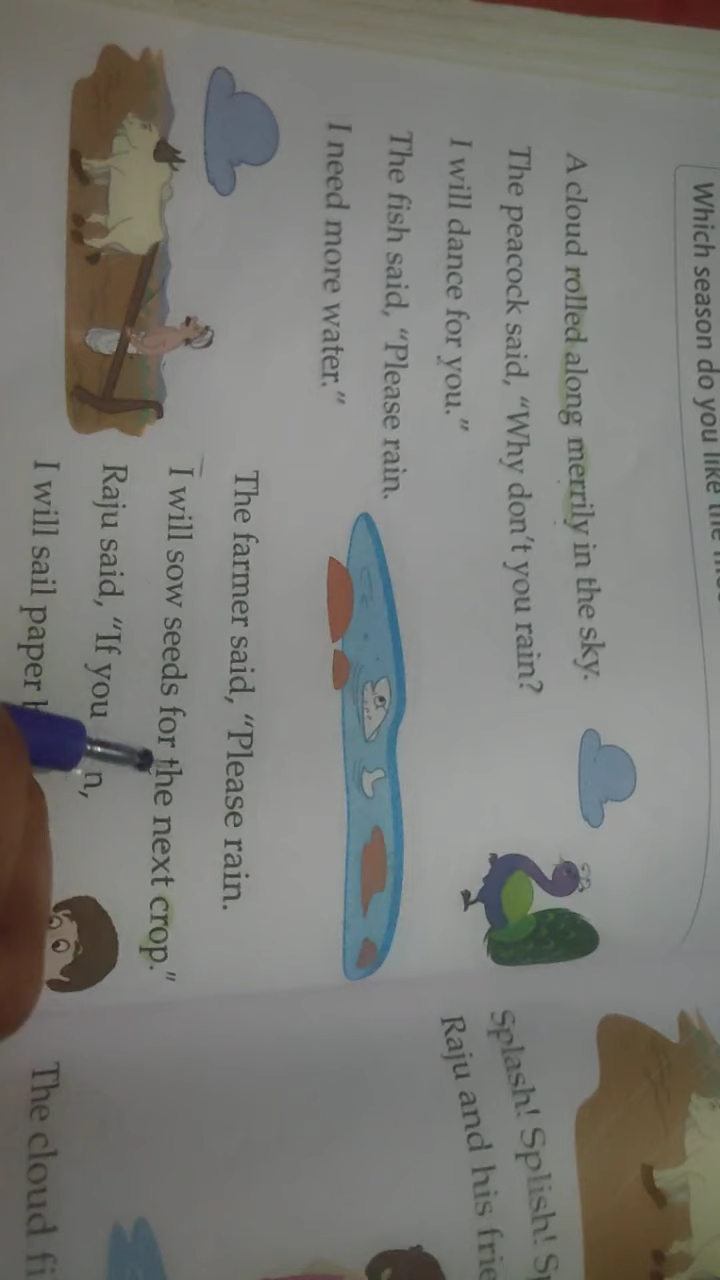 Which season do you like the
A cloud rolled along merrily in the sky.
The peacock said, "Why don't you rain?
I will dance for you."
The fish said, "Please rain.
I need more water."
The farmer said, "Please rain.
I will sow seeds for the next crop."
Raju said, "If you
I will sail paper
Splash! Splish!
Raju and his
The cloud